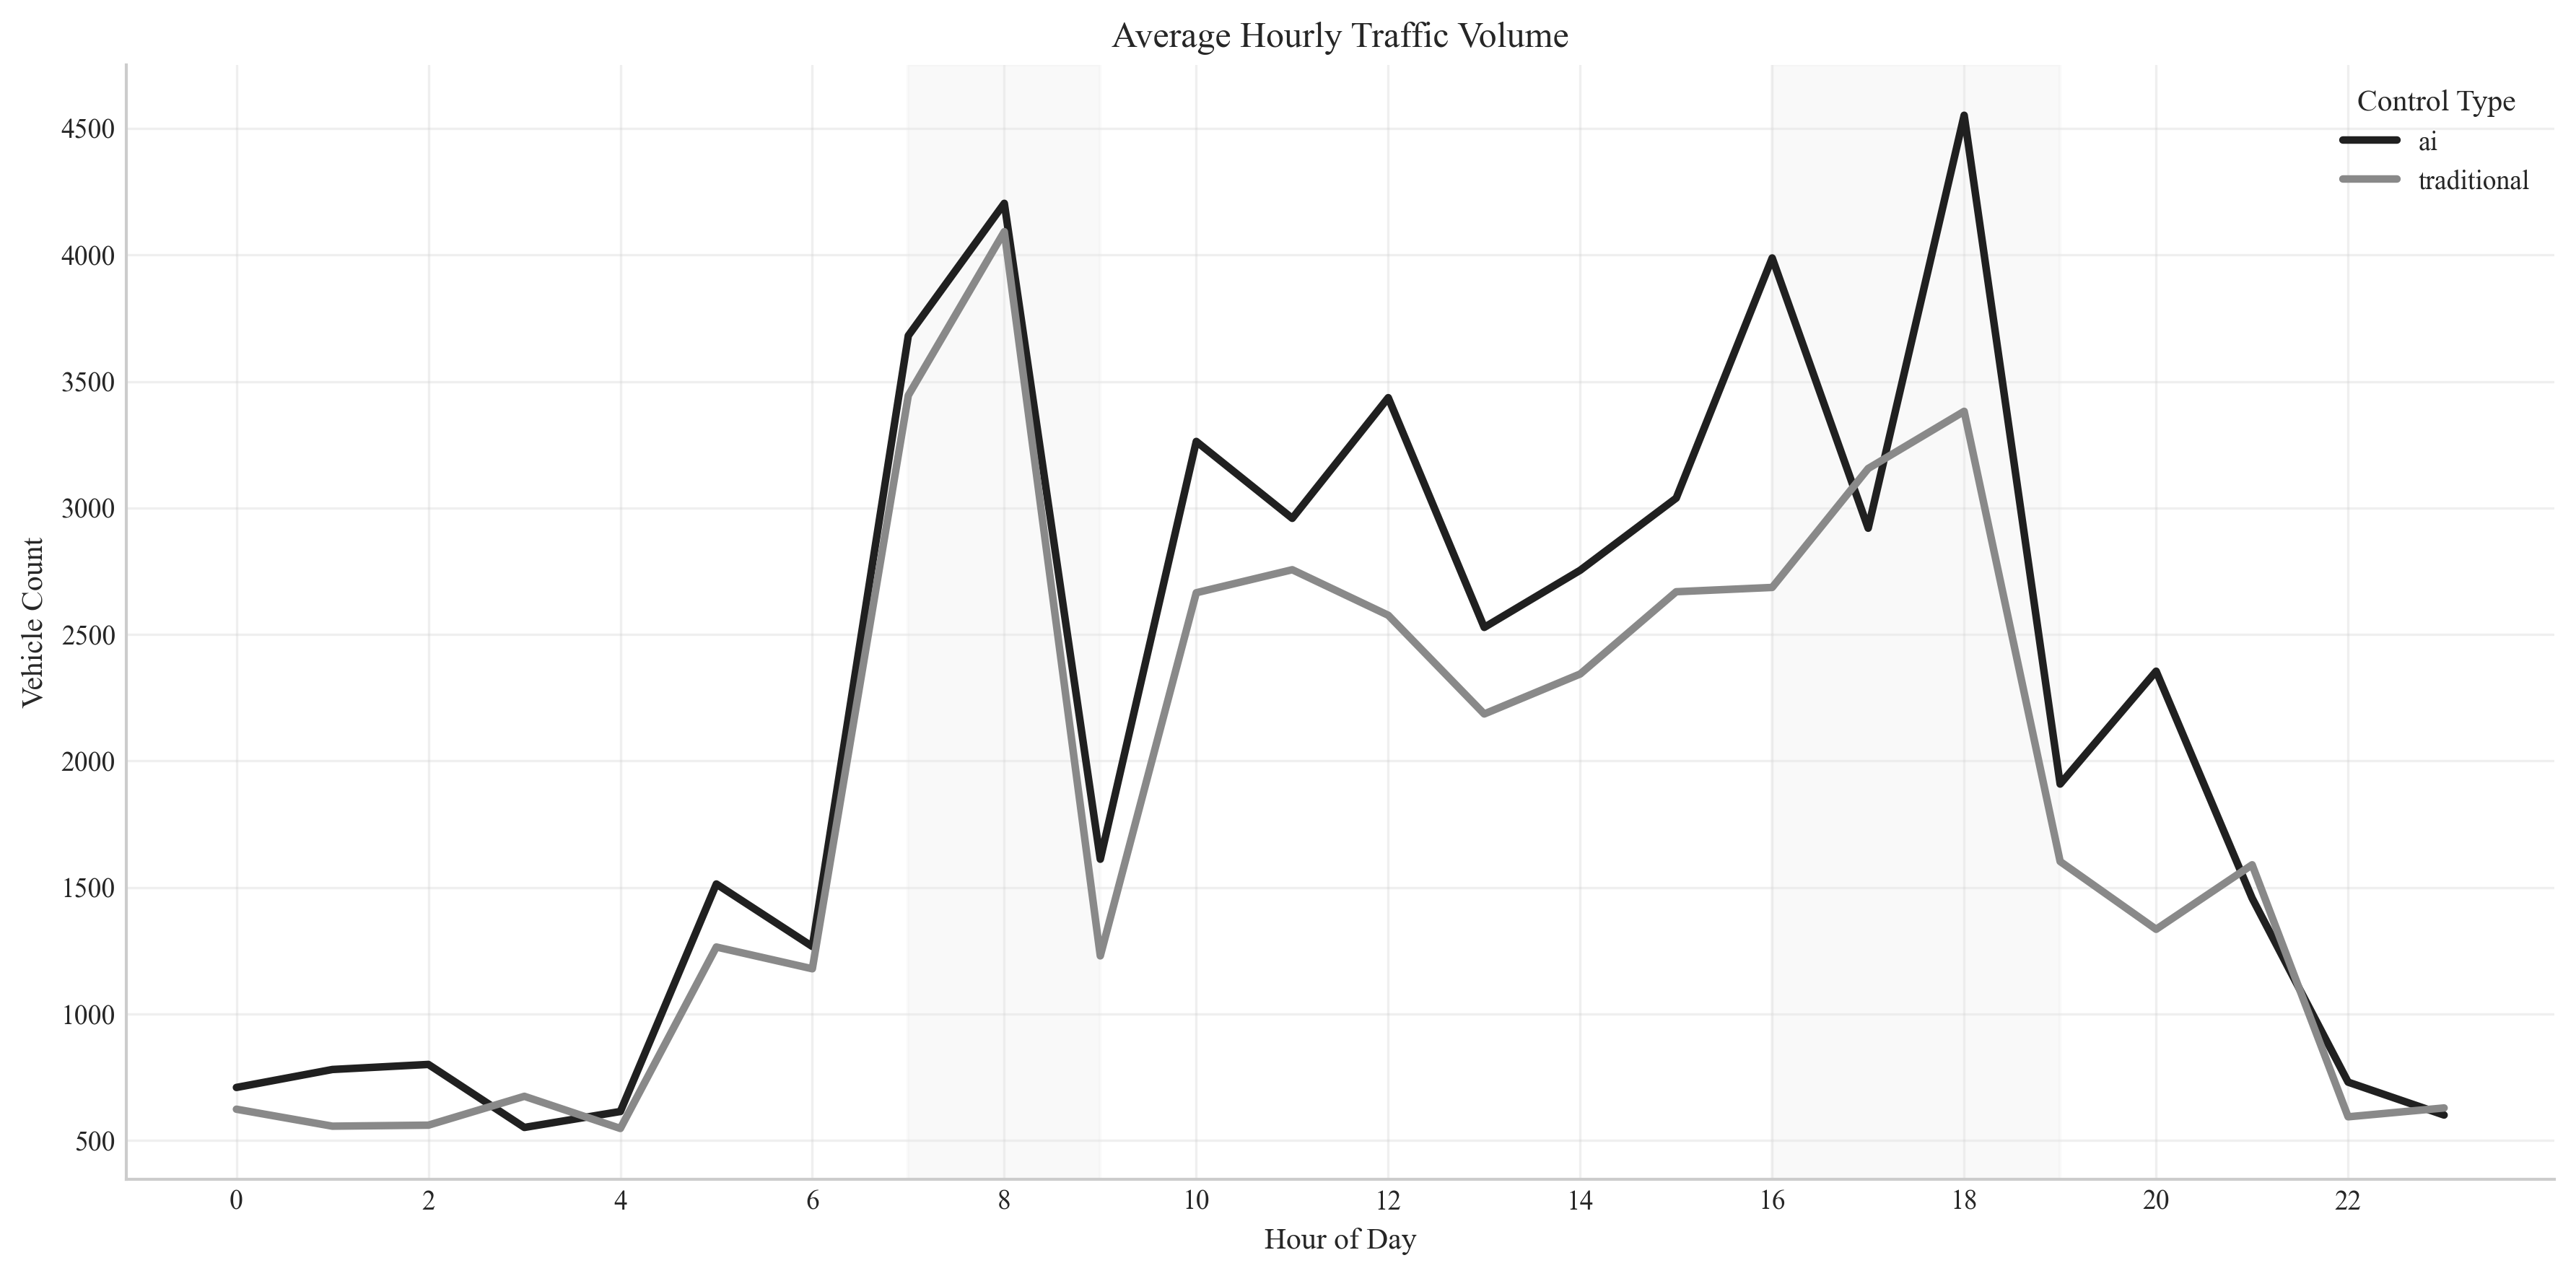 Average Hourly Traffic Volume
Control Type
ai
traditional
Vehicle Count
4500
4000
3500
3000
2500
2000
1500
1000
500
0 2 4 6 8 10 12 14 16 18 20 22
Hour of Day